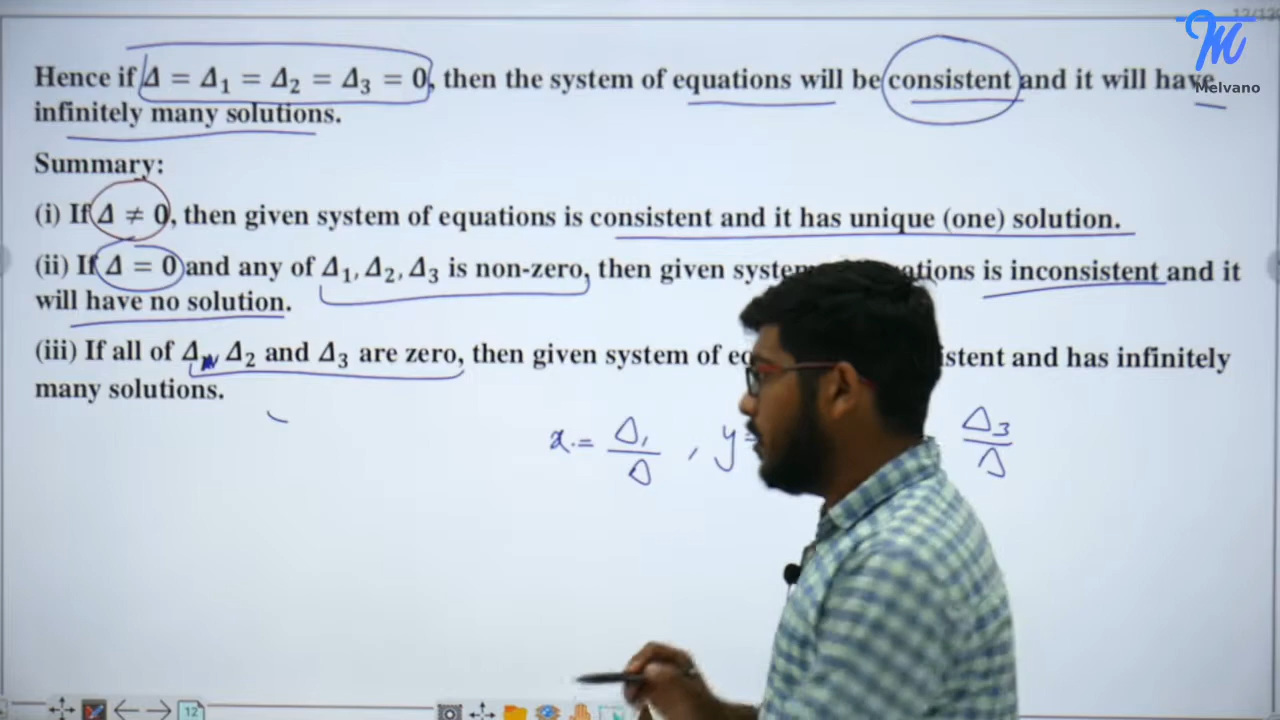 12/13
Melvano
Hence if Δ = Δ₁ = Δ₂ = Δ₃ = 0, then the system of equations will be consistent and it will have
infinitely many solutions.
Summary:
(i) If Δ ≠ 0, then given system of equations is consistent and it has unique (one) solution.
(ii) If Δ = 0 and any of Δ₁, Δ₂, Δ₃ is non-zero, then given system equations is inconsistent and it
will have no solution.
(iii) If all of Δ, Δ₂ and Δ₃ are zero, then given system of consistent and has infinitely
many solutions.
x = Δ₁/Δ , y = Δ₃/Δ
12